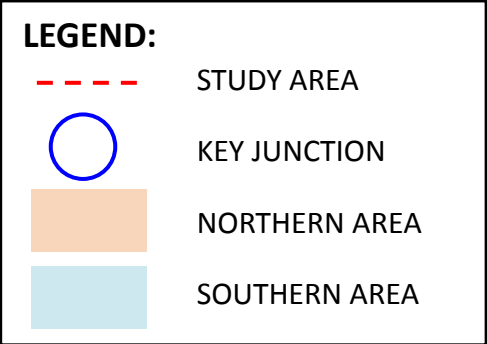 LEGEND:
STUDY AREA
KEY JUNCTION
NORTHERN AREA
SOUTHERN AREA